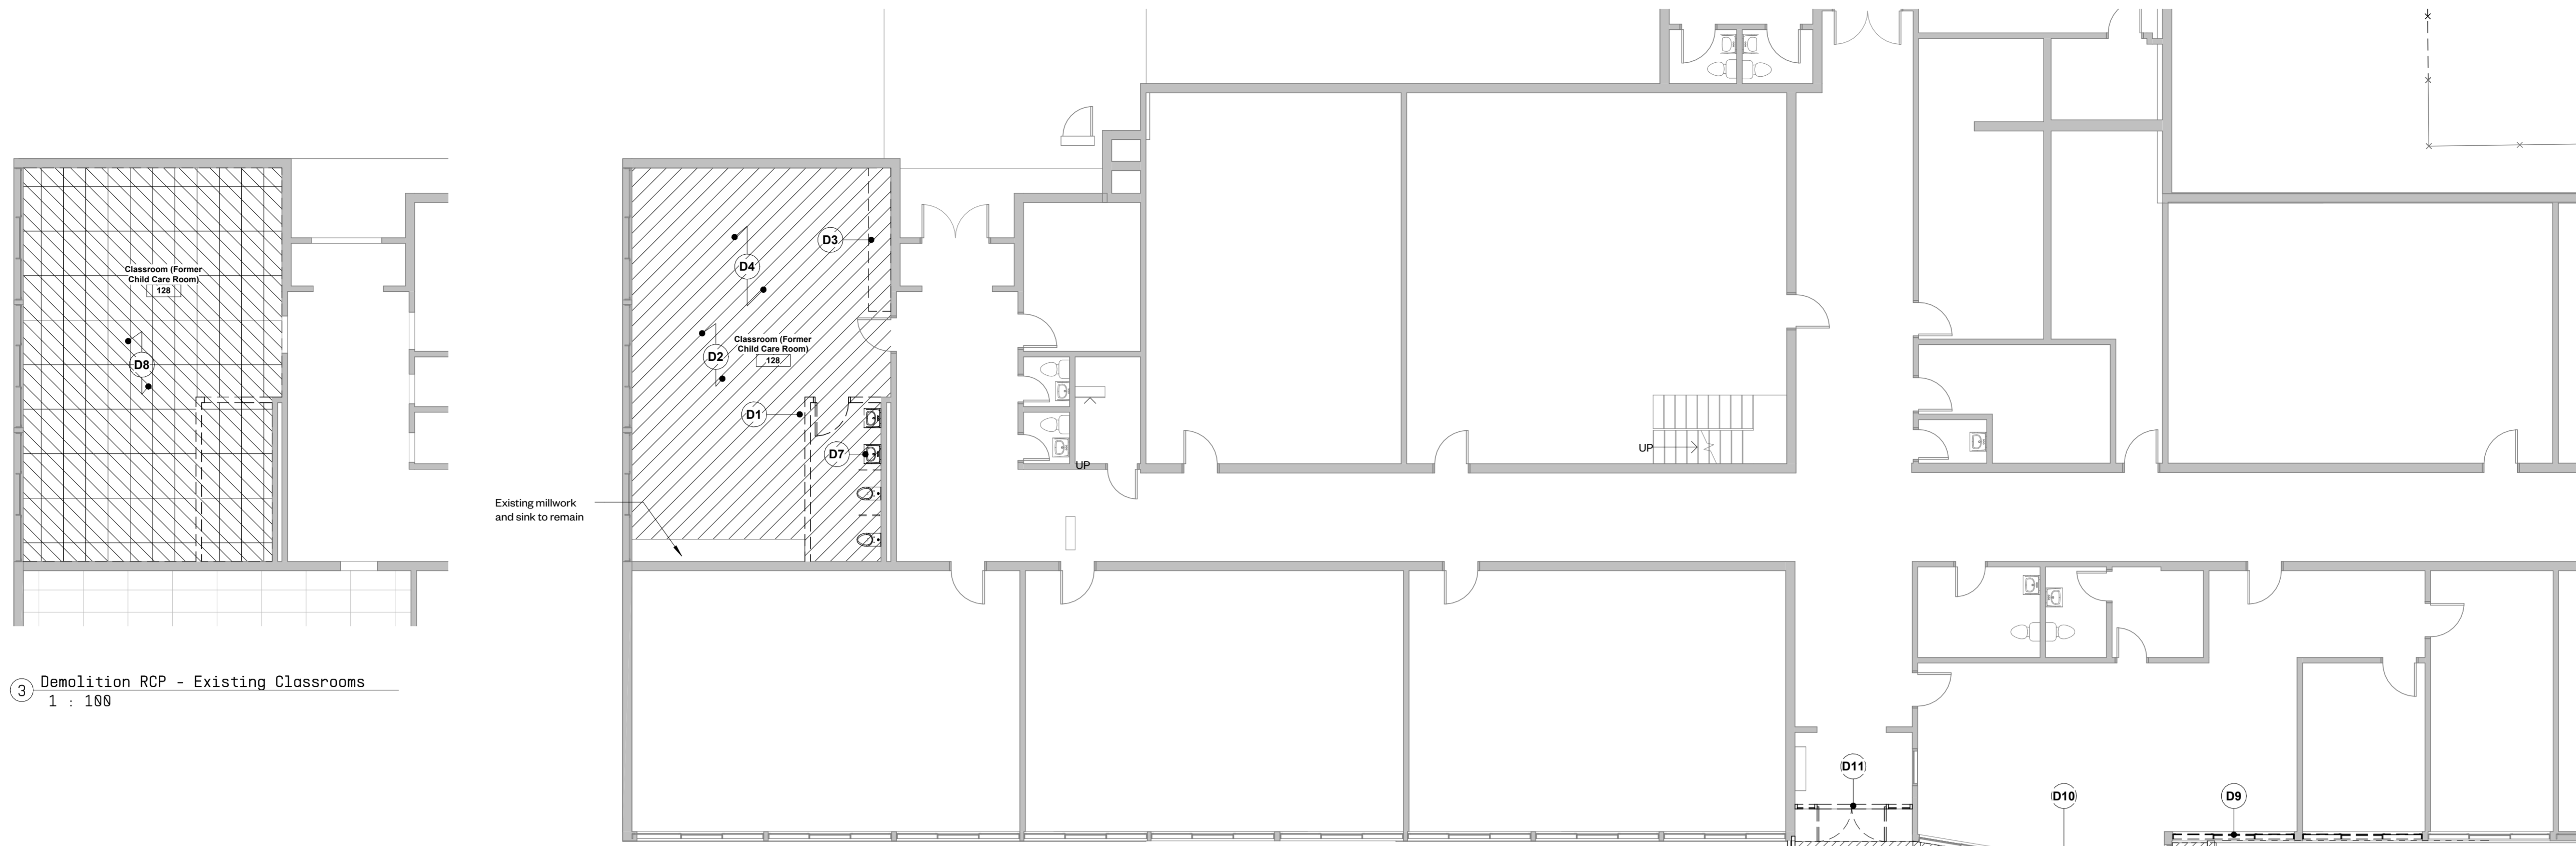 Classroom (Former
Child Care Room)
128
D8
3
Demolition RCP - Existing Classrooms
1 : 100
Existing millwork
and sink to remain
D3
D4
D2
Classroom (Former
Child Care Room)
128
D1
D7
UP
UP
D11
D10
D9